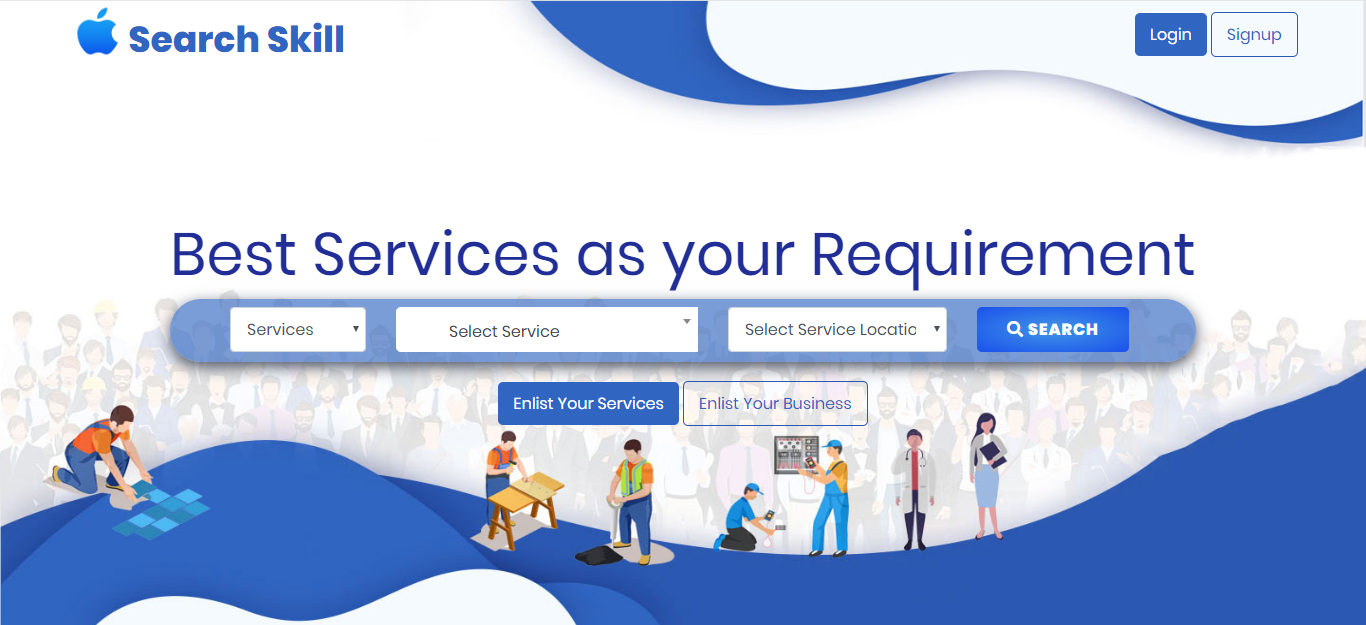 Search Skill
Login
Signup
Best Services as your Requirement
Services
Select Service
Select Service Locatio
SEARCH
Enlist Your Services
Enlist Your Business